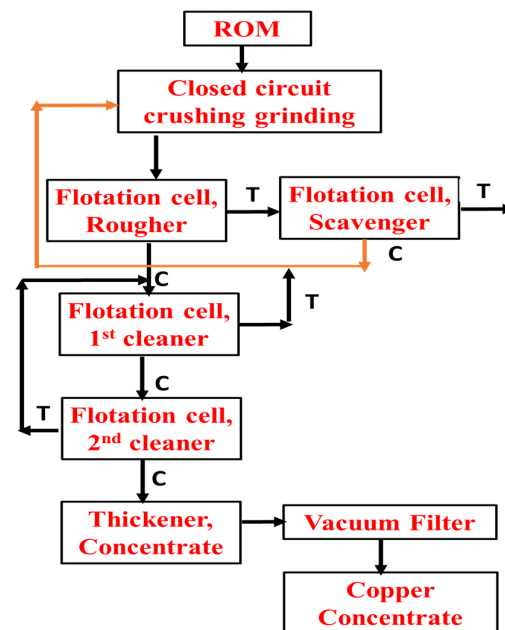 ROM
Closed circuit
crushing grinding
Flotation cell,
Rougher
T
Flotation cell,
Scavenger
T
C
C
Flotation cell,
1st cleaner
T
C
Flotation cell,
2nd cleaner
T
C
Thickener,
Concentrate
Vacuum Filter
Copper
Concentrate